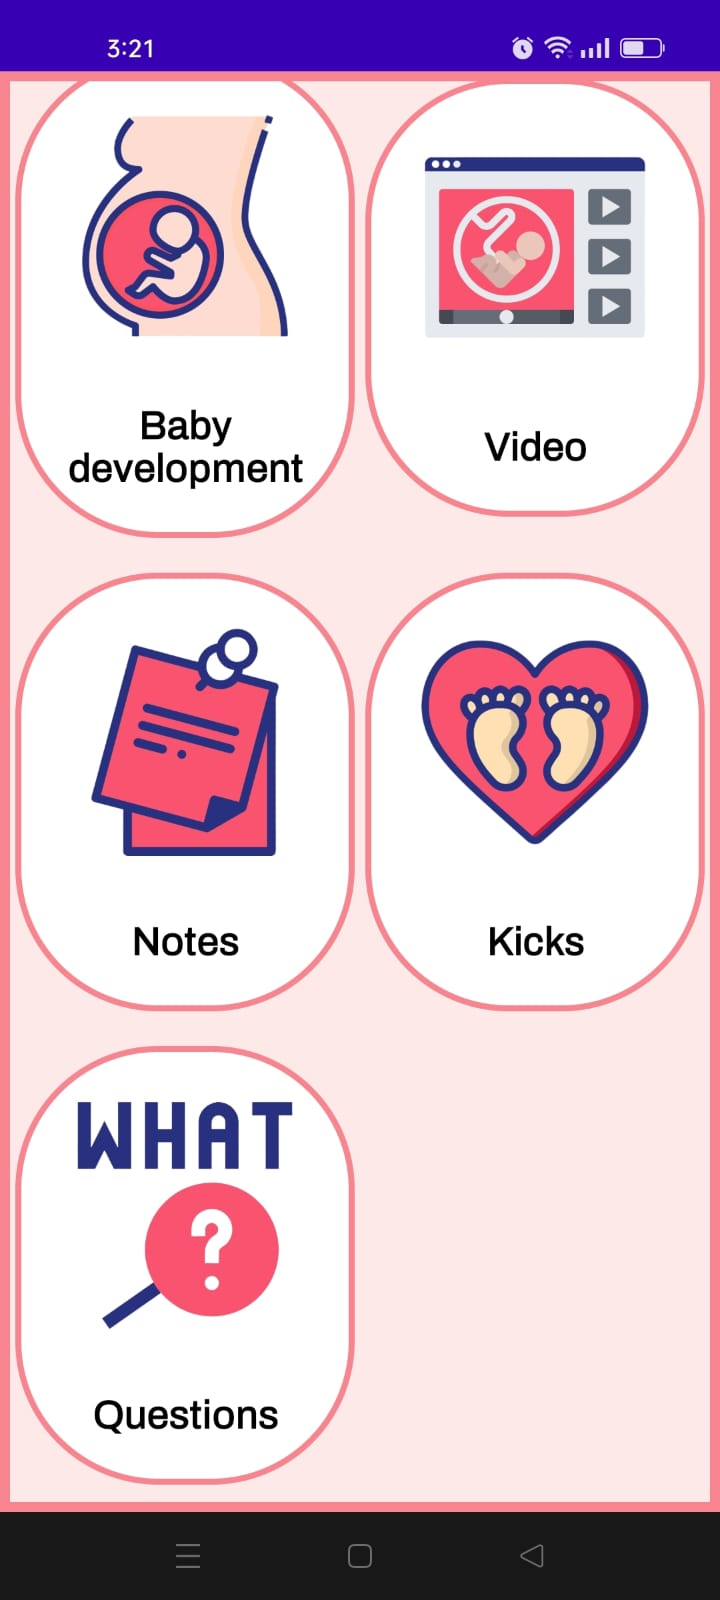 3:21
Baby
development
Video
Notes
Kicks
WHAT
?
Questions